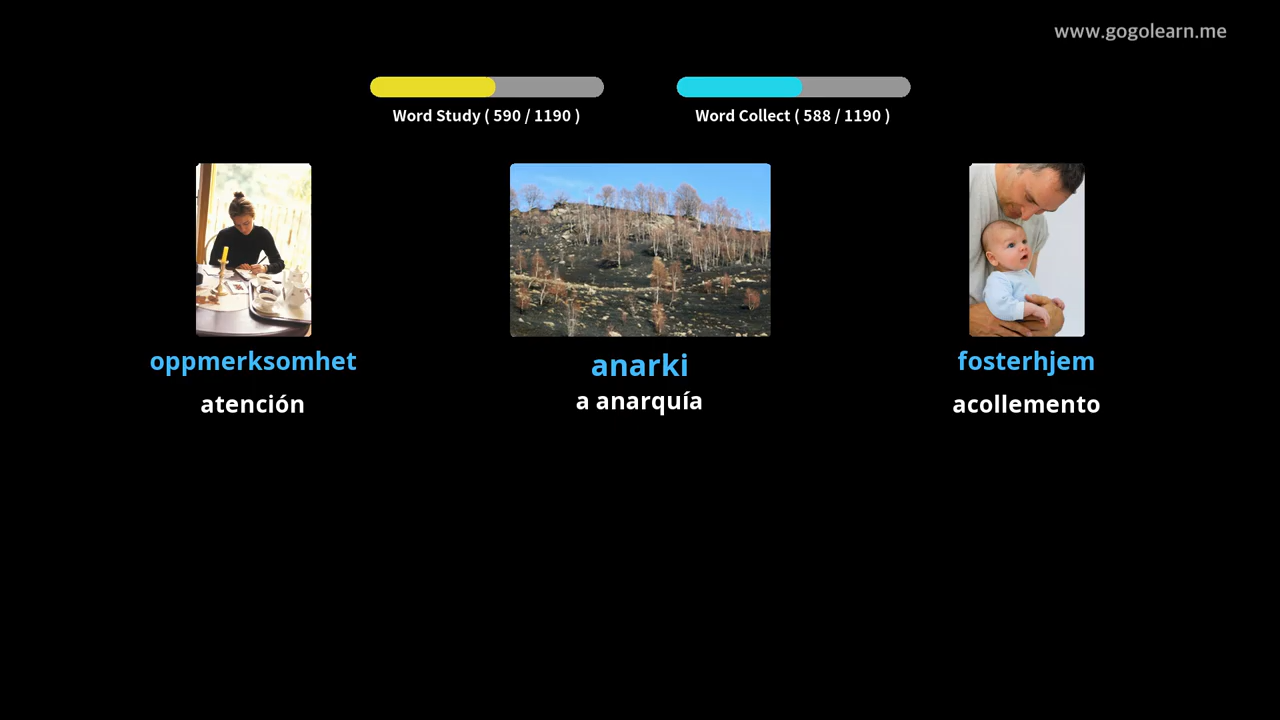 www.gogolearn.me
Word Study ( 590 / 1190 )
Word Collect ( 588 / 1190 )
oppmerksomhet
atención
anarki
a anarquía
fosterhjem
acollemento